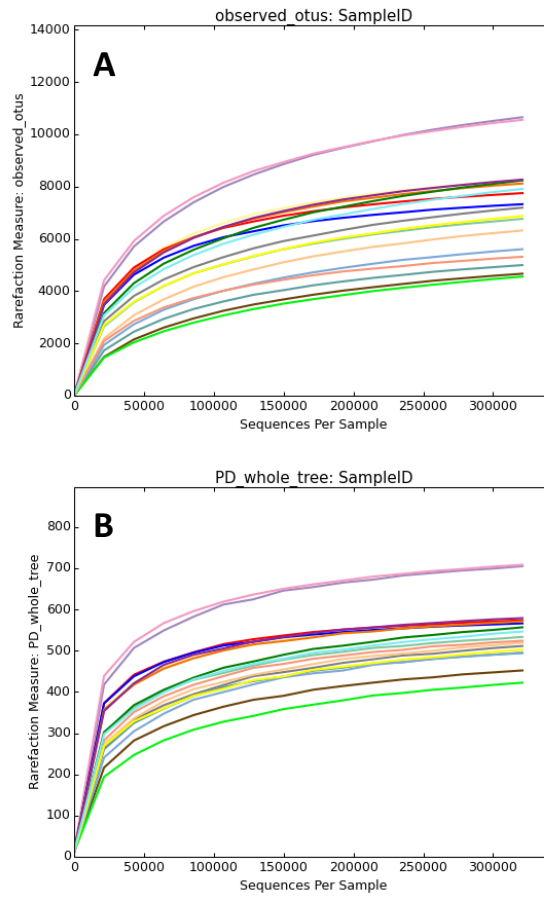 observed_otus: SampleID
14000
A
12000
10000
8000
6000
4000
2000
0
Rarefaction Measure: observed_otus
0 50000 100000 150000 200000 250000 300000
Sequences Per Sample
PD_whole_tree: SampleID
B
800
700
600
500
400
300
200
100
0
Rarefaction Measure: PD_whole_tree
0 50000 100000 150000 200000 250000 300000
Sequences Per Sample